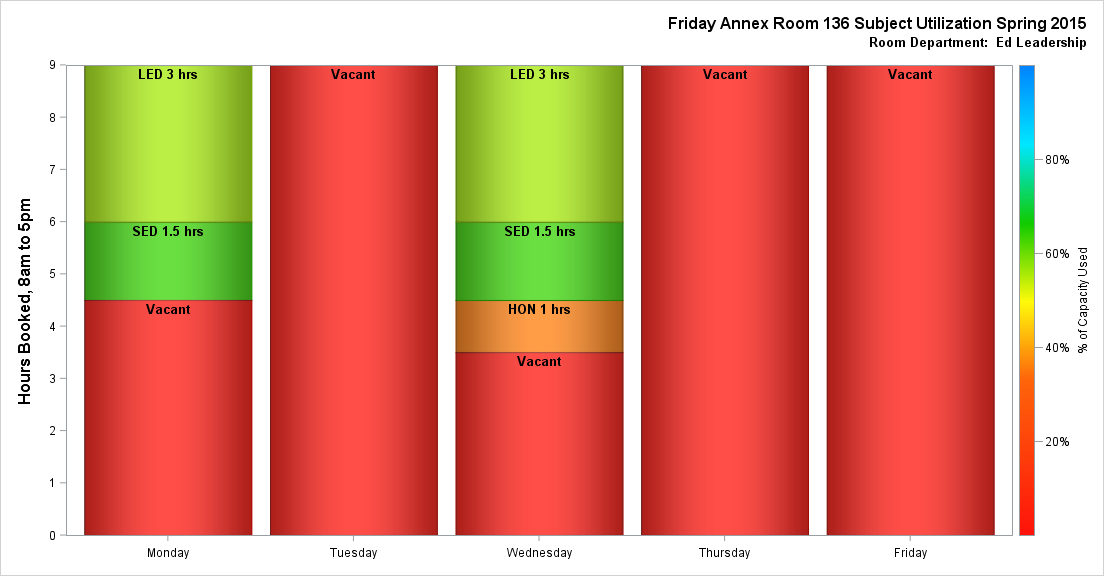 Friday Annex Room 136 Subject Utilization Spring 2015
Room Department:  Ed Leadership
Hours Booked, 8am to 5pm
9
8
7
6
5
4
3
2
1
0
LED 3 hrs
SED 1.5 hrs
Vacant
Vacant
LED 3 hrs
SED 1.5 hrs
HON 1 hrs
Vacant
Vacant
Vacant
Monday
Tuesday
Wednesday
Thursday
Friday
80%
60%
40%
20%
% of Capacity Used